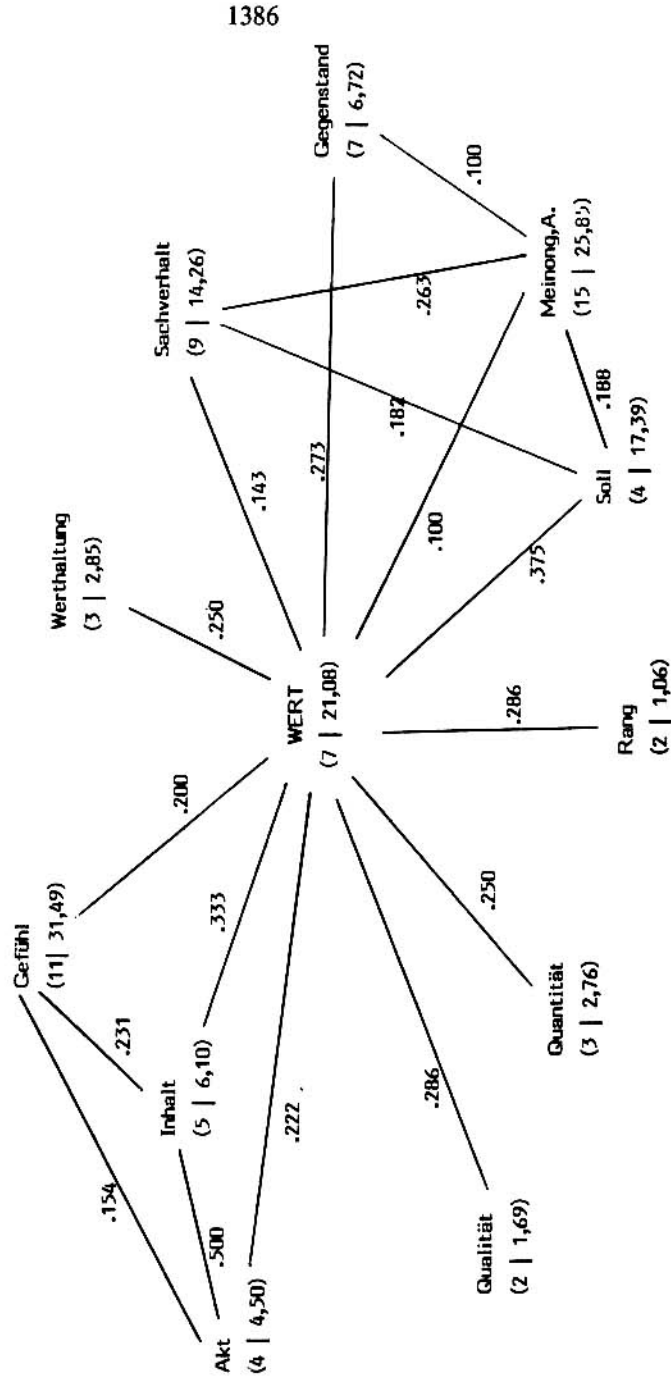 1386
Gefühl
(11| 31,49)
.154
.231
.200
Inhalt
(5 | 6,10)
.500
.333
Akt
(4 | 4,50)
.222
Werthaltung
(3 | 2,85)
.250
WERT
(7 | 21,08)
Sachverhalt
(9 | 14,26)
.143
Gegenstand
(7 | 6,72)
.273
.100
.263
.182
Meinong,A.
(15 | 25,85)
.100
.188
Soll
(4 | 17,39)
.375
Rang
(2 | 1,06)
.286
Quantität
(3 | 2,76)
.250
Qualität
(2 | 1,69)
.286